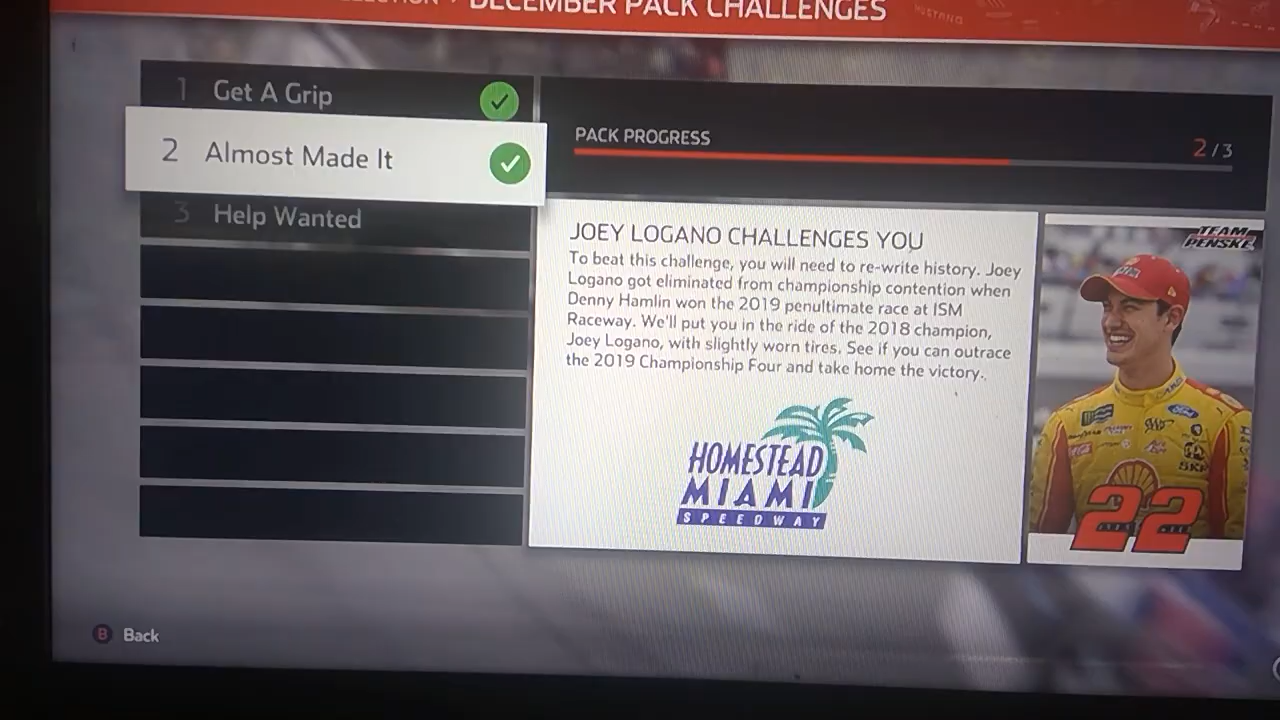 DECEMBER PACK CHALLENGES
MUSTANG
1 Get A Grip
2 Almost Made It
3 Help Wanted
PACK PROGRESS
2/3
JOEY LOGANO CHALLENGES YOU
To beat this challenge, you will need to re-write history. Joey
Logano got eliminated from championship contention when
Denny Hamlin won the 2019 penultimate race at ISM
Raceway. We'll put you in the ride of the 2018 champion,
Joey Logano, with slightly worn tires. See if you can outrace
the 2019 Championship Four and take home the victory.
HOMESTEAD
MIAMI
SPEEDWAY
TEAM
PENSKE
Ford
22
B Back